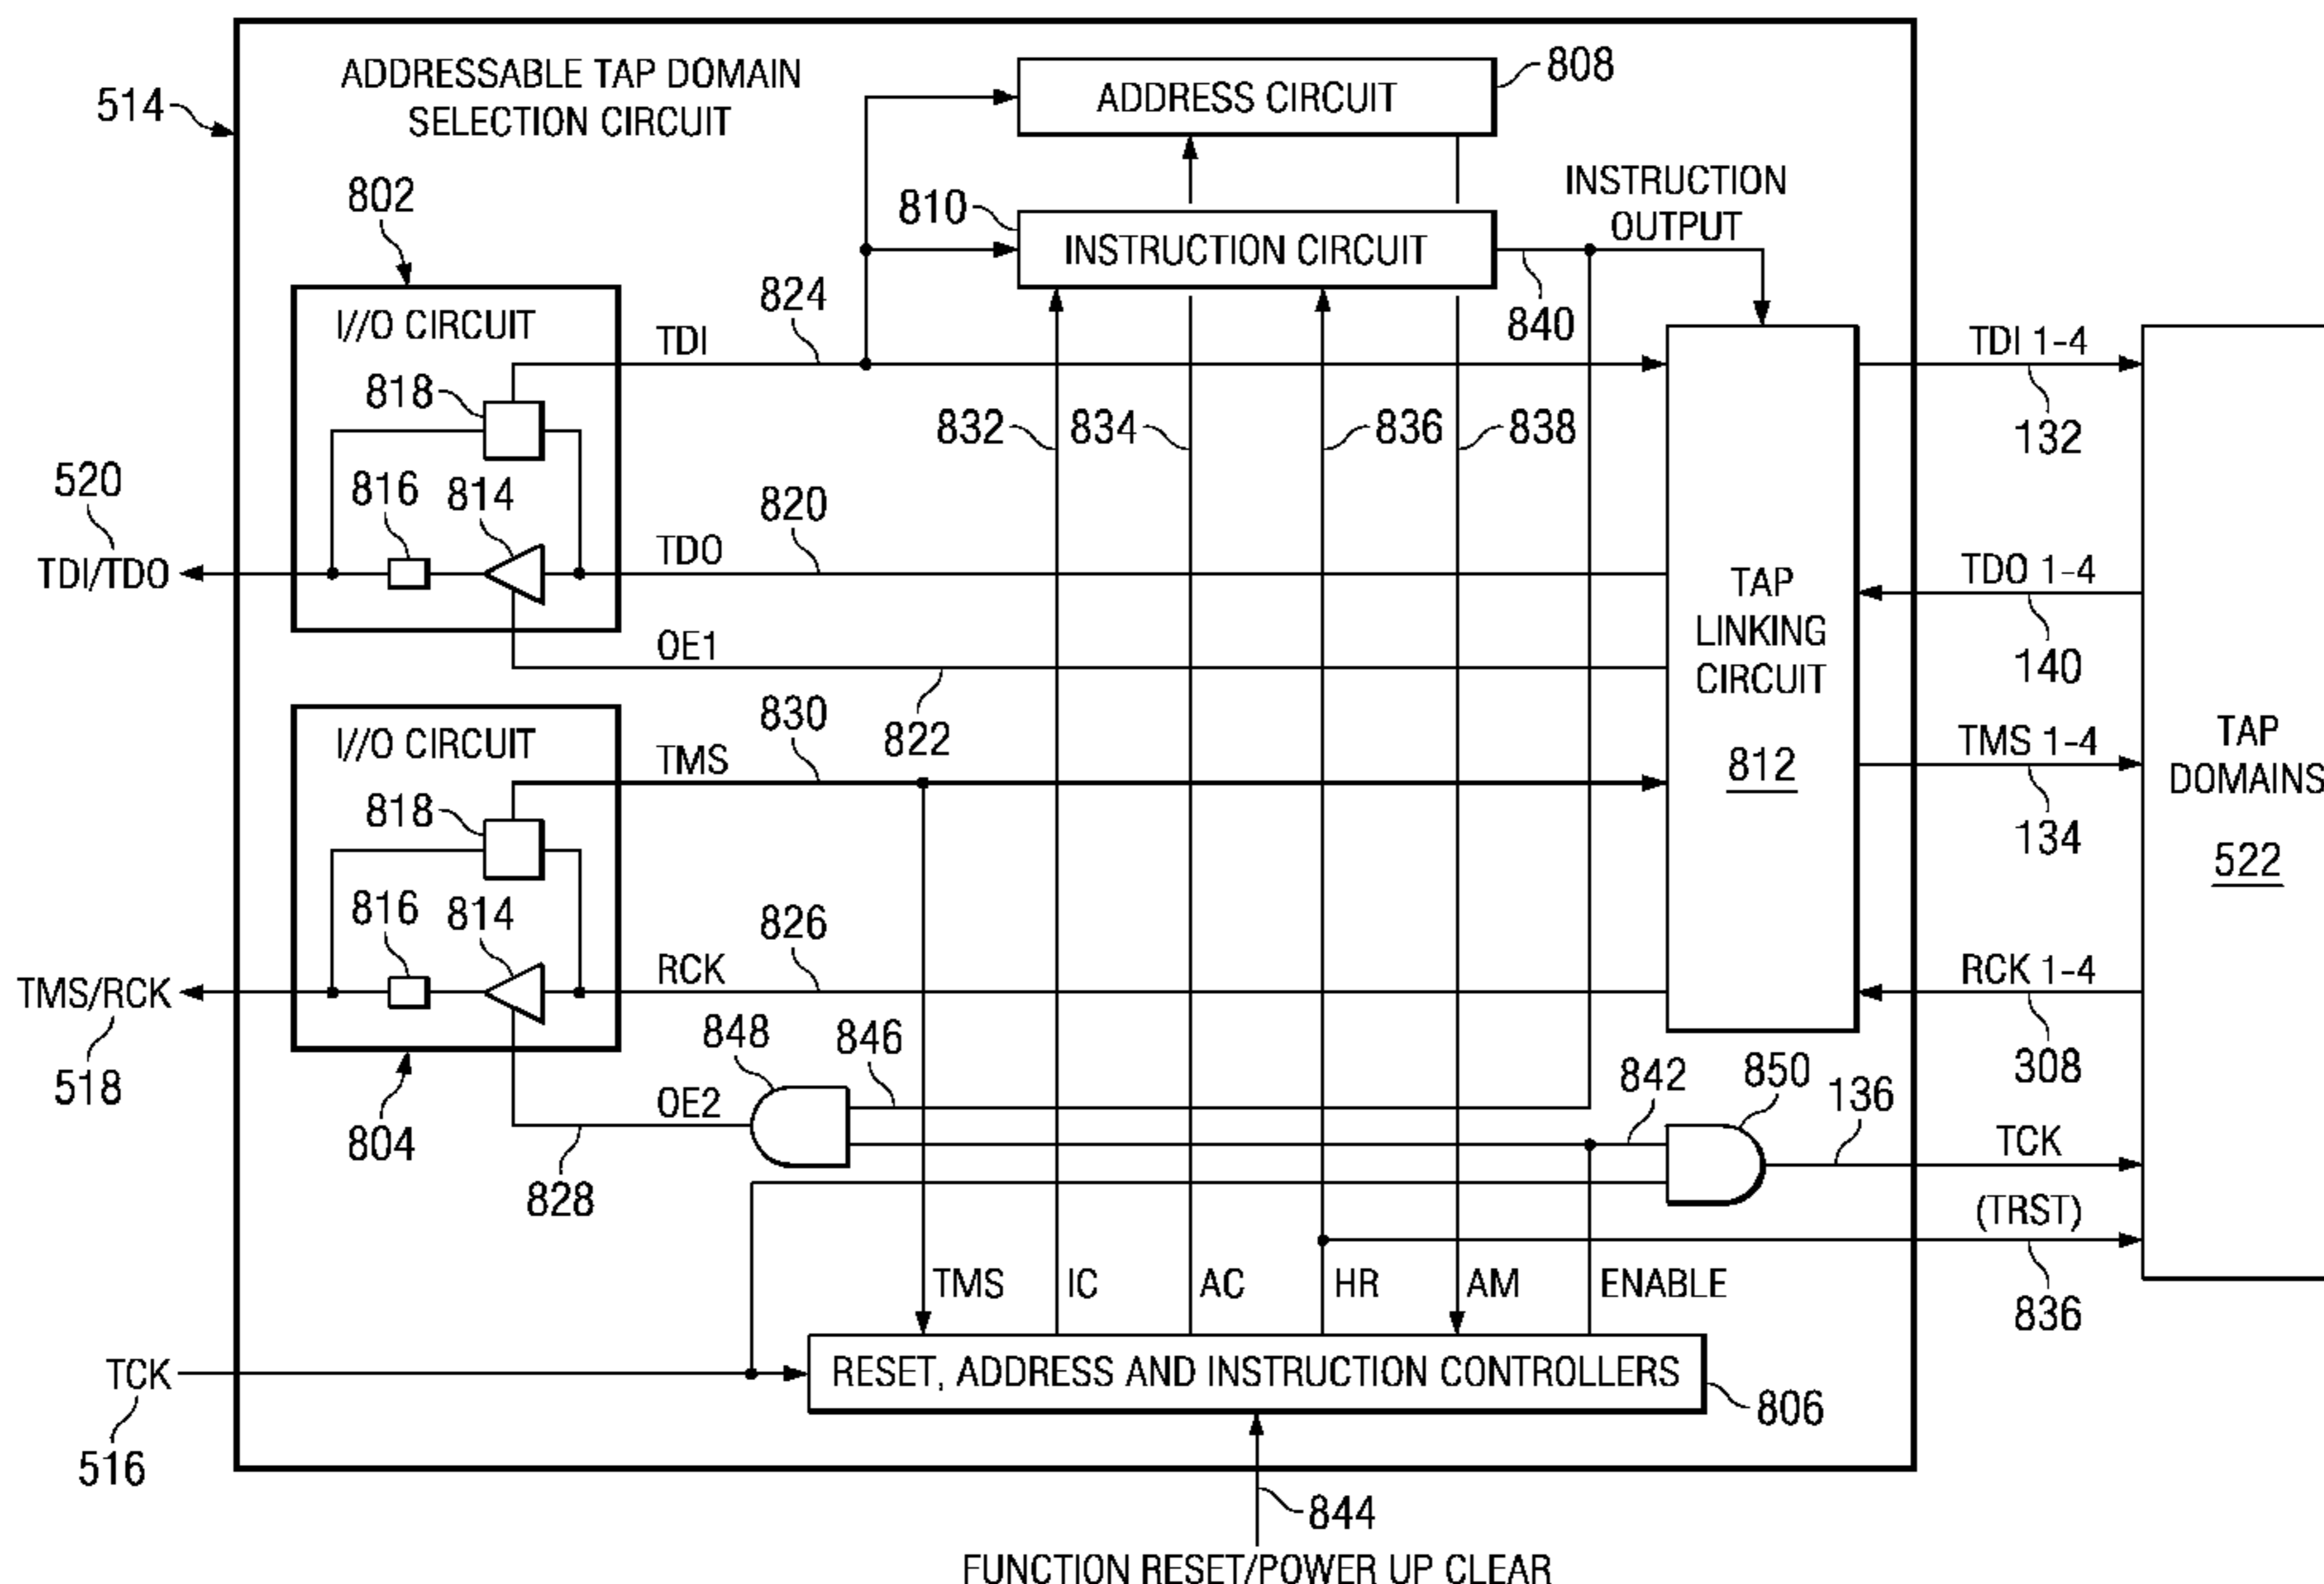 ADDRESSABLE TAP DOMAIN
SELECTION CIRCUIT
514
ADDRESS CIRCUIT
808
802
810
INSTRUCTION CIRCUIT
INSTRUCTION
OUTPUT
840
I//O CIRCUIT
818
816
814
TDI
824
832
834
836
838
TDI 1-4
132
520
TDI/TDO
TDO
820
TAP
LINKING
CIRCUIT
812
TDO 1-4
140
OE1
822
I//O CIRCUIT
818
816
814
TMS
830
TMS 1-4
134
TAP
DOMAINS
522
TMS/RCK
518
RCK
826
RCK 1-4
308
804
848
846
OE2
828
842
850
136
TCK
(TRST)
836
TMS
IC
AC
HR
AM
ENABLE
TCK
516
RESET, ADDRESS AND INSTRUCTION CONTROLLERS
806
844
FUNCTION RESET/POWER UP CLEAR